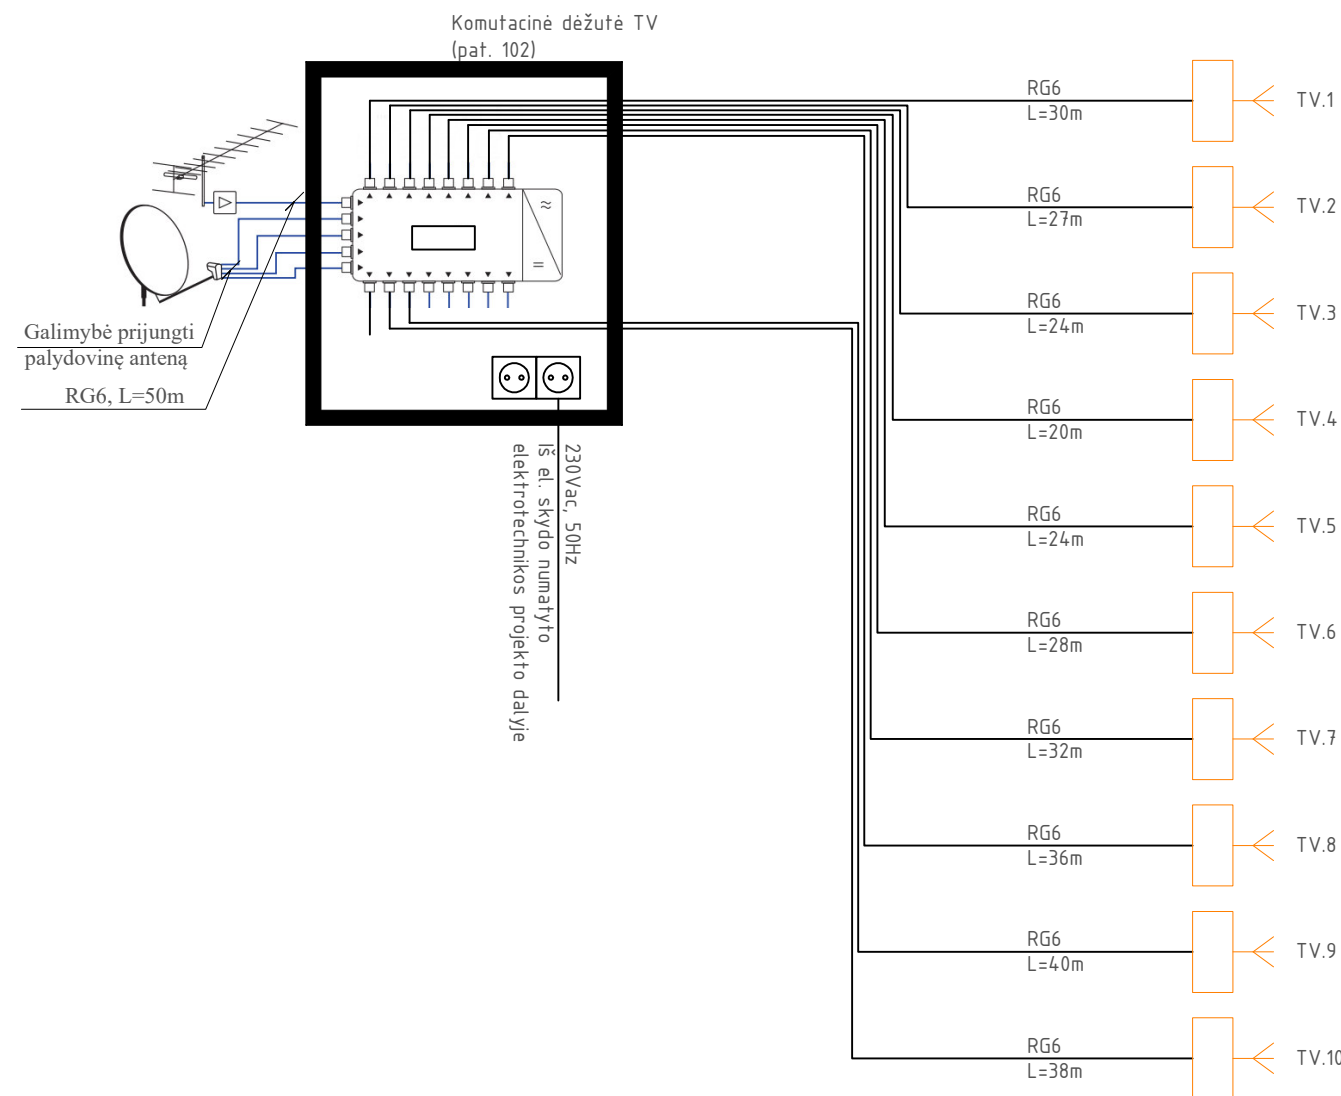 Komutacinė dėžutė TV
(pat. 102)
RG6
L=30m
TV.1
RG6
L=27m
TV.2
RG6
L=24m
TV.3
RG6
L=20m
TV.4
RG6
L=24m
TV.5
RG6
L=28m
TV.6
RG6
L=32m
TV.7
RG6
L=36m
TV.8
RG6
L=40m
TV.9
RG6
L=38m
TV.10
Galimybė prijungti
palydovinę anteną
RG6, L=50m
230Vac, 50Hz
Iš el. skydo numatyto
elektrotechnikos projekto dalyje